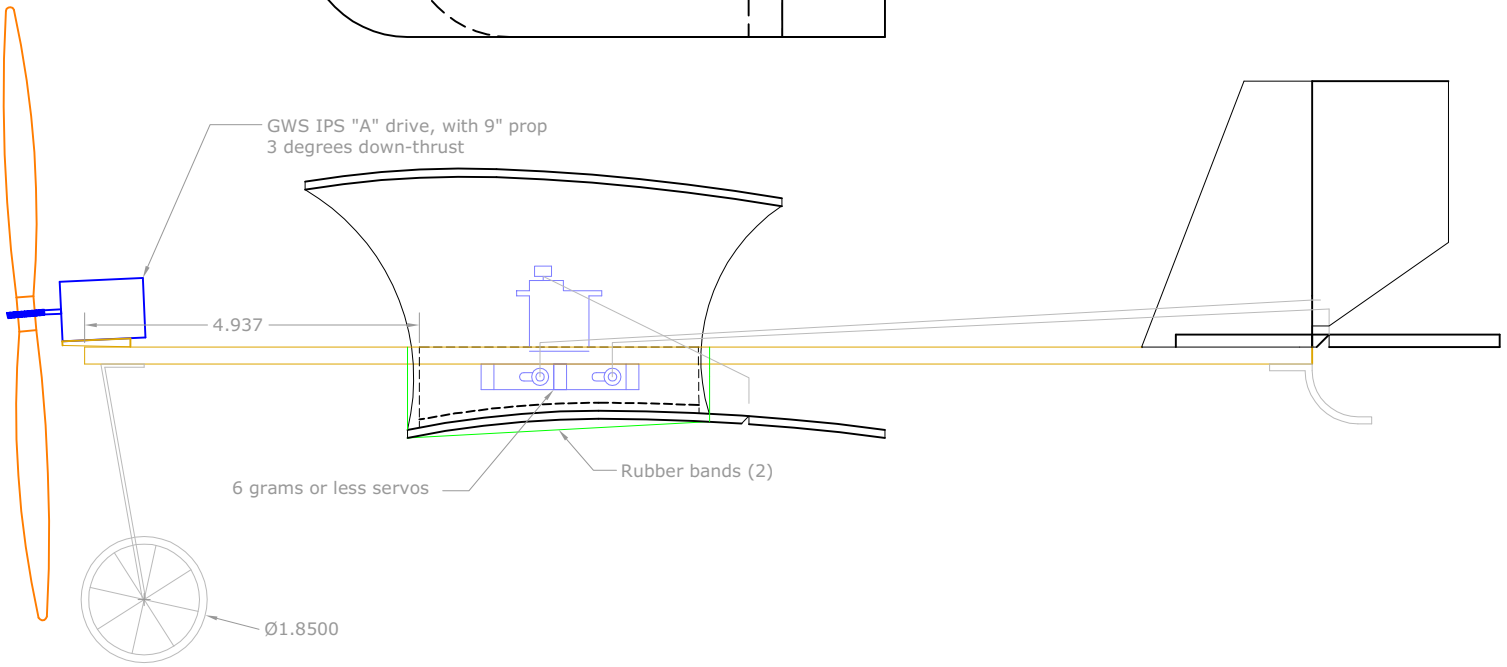 GWS IPS "A" drive, with 9" prop
3 degrees down-thrust
4.937
Rubber bands (2)
6 grams or less servos
Ø1.8500